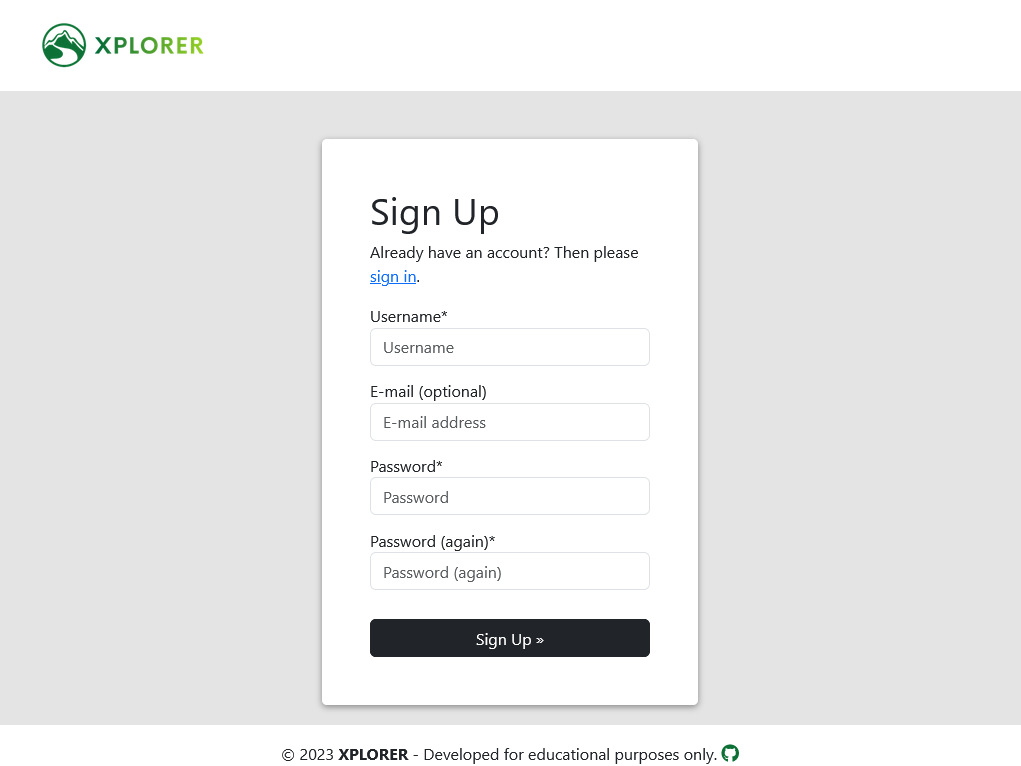 XPLORER
Sign Up
Already have an account? Then please
sign in.
Username*
Username
E-mail (optional)
E-mail address
Password*
Password
Password (again)*
Password (again)
Sign Up »
© 2023 XPLORER - Developed for educational purposes only.